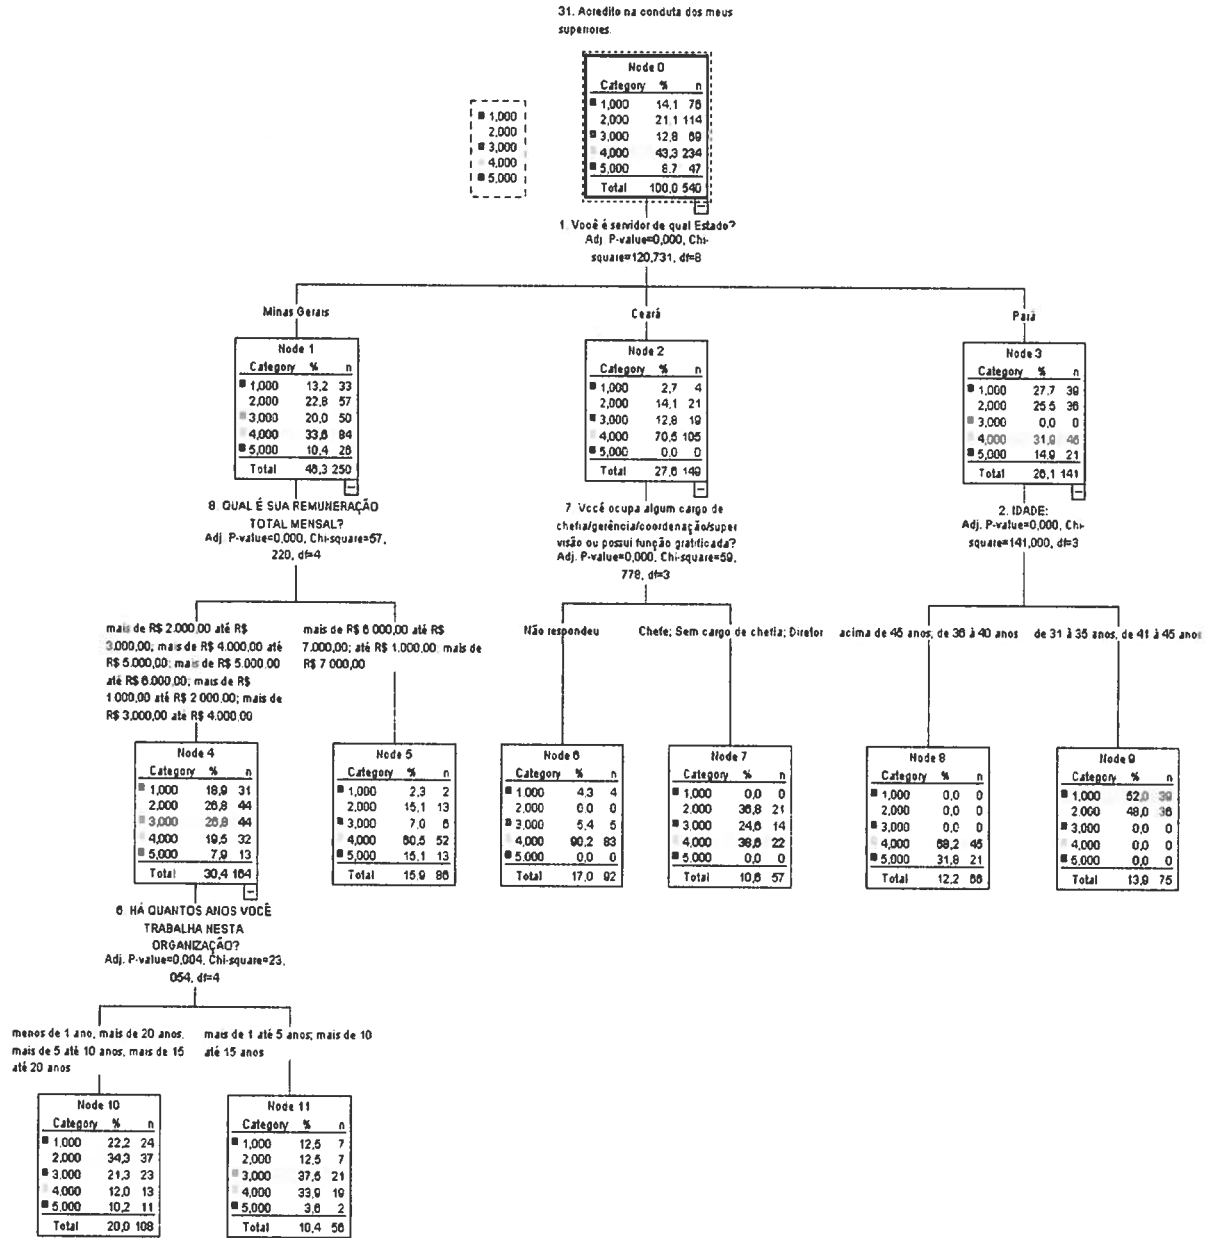 31. Acredito na conduta dos meus
superiores.
Node 0
Category % n
1,000 14,1 76
2,000 21,1 114
3,000 12,8 69
4,000 43,3 234
5,000 8,7 47
Total 100,0 540
1,000
2,000
3,000
4,000
5,000
1. Você é servidor de qual Estado?
Adj. P-value=0,000, Chi-
square=120,731, df=8
Minas Gerais
Ceará
Pará
Node 1
Category % n
1,000 13,2 33
2,000 22,8 57
3,000 20,0 50
4,000 33,6 84
5,000 10,4 26
Total 46,3 250
Node 2
Category % n
1,000 2,7 4
2,000 14,1 21
3,000 12,8 19
4,000 70,5 105
5,000 0,0 0
Total 27,6 149
Node 3
Category % n
1,000 27,7 39
2,000 25,5 36
3,000 0,0 0
4,000 31,9 45
5,000 14,9 21
Total 26,1 141
8. QUAL É SUA REMUNERAÇÃO
TOTAL MENSAL?
Adj. P-value=0,000, Chi-square=57,
220, df=4
7. Você ocupa algum cargo de
chefia/gerência/coordenação/super
visão ou possui função gratificada?
Adj. P-value=0,000, Chi-square=59,
778, df=3
2. IDADE:
Adj. P-value=0,000, Chi-
square=141,000, df=3
mais de R$ 2.000,00 até R$
3.000,00; mais de R$ 4.000,00 até
R$ 5.000,00; mais de R$ 5.000,00
até R$ 6.000,00; mais de R$
1.000,00 até R$ 2.000,00; mais de
R$ 3.000,00 até R$ 4.000,00
mais de R$ 6.000,00 até R$
7.000,00; até R$ 1.000,00; mais de
R$ 7.000,00
Não respondeu
Chefe; Sem cargo de chefia; Diretor
acima de 45 anos; de 36 à 40 anos
de 31 à 35 anos, de 41 à 45 anos
Node 4
Category % n
1,000 18,9 31
2,000 26,8 44
3,000 26,8 44
4,000 19,5 32
5,000 7,9 13
Total 30,4 164
Node 5
Category % n
1,000 2,3 2
2,000 15,1 13
3,000 7,0 6
4,000 60,5 52
5,000 15,1 13
Total 15,9 86
Node 6
Category % n
1,000 4,3 4
2,000 0,0 0
3,000 5,4 5
4,000 90,2 83
5,000 0,0 0
Total 17,0 92
Node 7
Category % n
1,000 0,0 0
2,000 36,8 21
3,000 24,6 14
4,000 38,6 22
5,000 0,0 0
Total 10,6 57
Node 8
Category % n
1,000 0,0 0
2,000 0,0 0
3,000 0,0 0
4,000 68,2 45
5,000 31,8 21
Total 12,2 66
Node 9
Category % n
1,000 52,0 39
2,000 48,0 36
3,000 0,0 0
4,000 0,0 0
5,000 0,0 0
Total 13,9 75
6. HÁ QUANTOS ANOS VOCÊ
TRABALHA NESTA
ORGANIZAÇÃO?
Adj. P-value=0,004, Chi-square=23,
054, df=4
menos de 1 ano, mais de 20 anos,
mais de 5 até 10 anos, mais de 15
até 20 anos
mais de 1 até 5 anos; mais de 10
até 15 anos
Node 10
Category % n
1,000 22,2 24
2,000 34,3 37
3,000 21,3 23
4,000 12,0 13
5,000 10,2 11
Total 20,0 108
Node 11
Category % n
1,000 12,5 7
2,000 12,5 7
3,000 37,5 21
4,000 33,9 19
5,000 3,6 2
Total 10,4 56